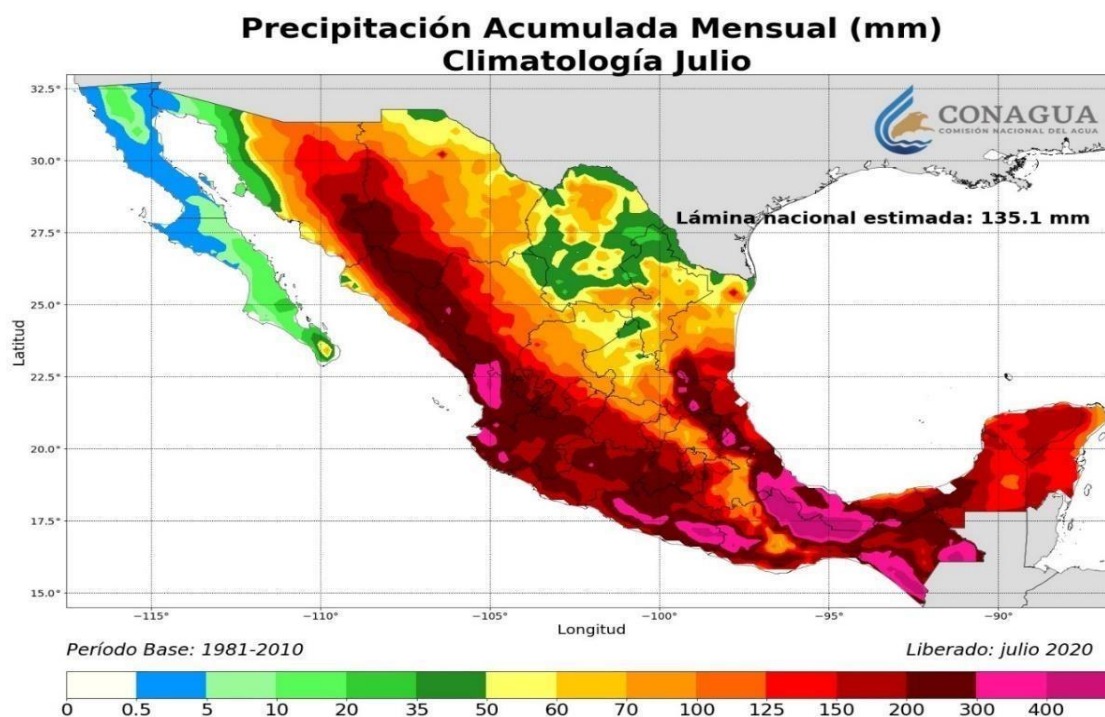 Precipitación Acumulada Mensual (mm)
Climatología Julio
CONAGUA
COMISIÓN NACIONAL DEL AGUA
Lámina nacional estimada: 135.1 mm
Latitud
32.5°
30.0°
27.5°
25.0°
22.5°
20.0°
17.5°
15.0°
−115° −110° −105° −100° −95° −90°
Longitud
Período Base: 1981-2010 Liberado: julio 2020
0 0.5 5 10 20 35 50 60 70 100 125 150 200 300 400